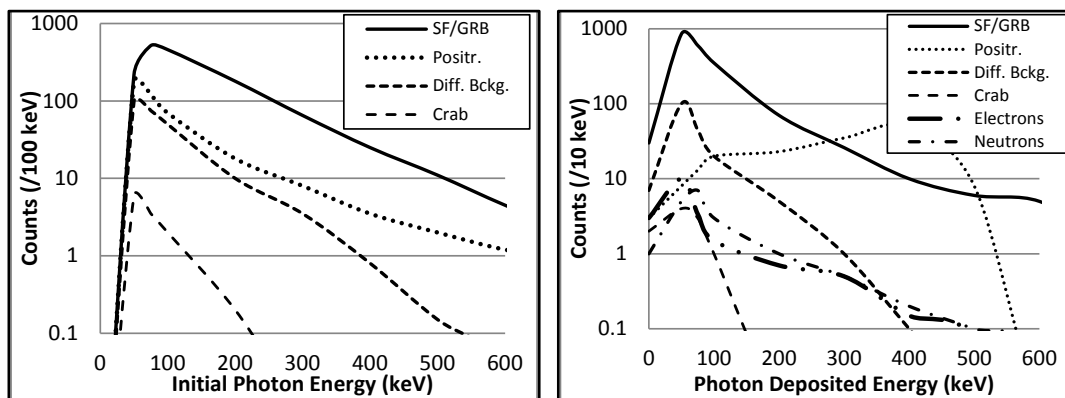 1000
100
10
1
0.1
Counts (/100 keV)
0 100 200 300 400 500 600
Initial Photon Energy (keV)
SF/GRB
Positr.
Diff. Bckg.
Crab
1000
100
10
1
0.1
Counts (/10 keV)
0 100 200 300 400 500 600
Photon Deposited Energy (keV)
SF/GRB
Positr.
Diff. Bckg.
Crab
Electrons
Neutrons